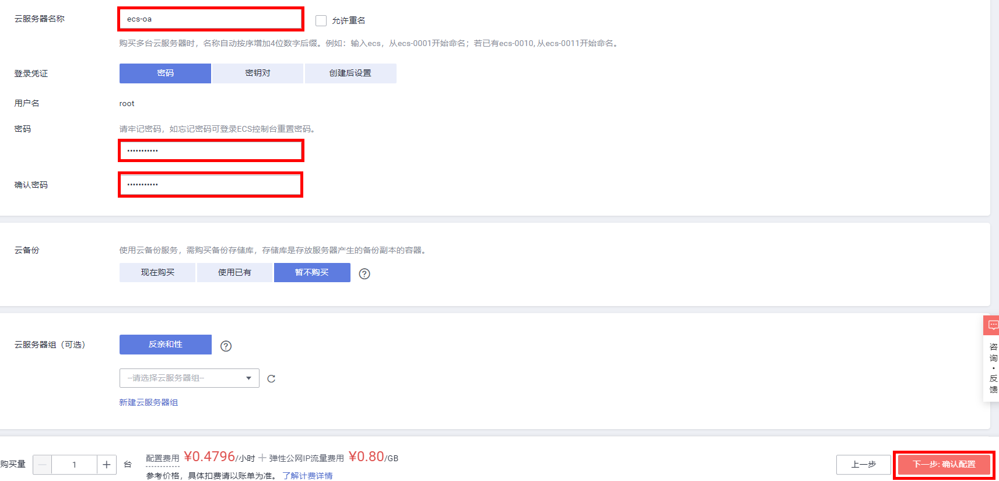 云服务器名称
ecs-oa
允许重名
购买多台云服务器时，名称自动按序增加4位数字后缀。例如：输入ecs，从ecs-0001开始命名；若已有ecs-0010, 从ecs-0011开始命名。
登录凭证
密码 密钥对 创建后设置
用户名
root
密码
请牢记密码，如忘记密码可登录ECS控制台重置密码。
•••••••••••
确认密码
•••••••••••
云备份
使用云备份服务，需购买备份存储库，存储库是存放服务器产生的备份副本的容器。
现在购买 使用已有 暂不购买 ?
云服务器组（可选）
反亲和性 ?
--请选择云服务器组--
新建云服务器组
咨询·反馈
购买量 — 1 + 台
配置费用 ¥0.4796/小时 + 弹性公网IP流量费用 ¥0.80/GB
参考价格，具体扣费请以账单为准。 了解计费详情
上一步
下一步: 确认配置